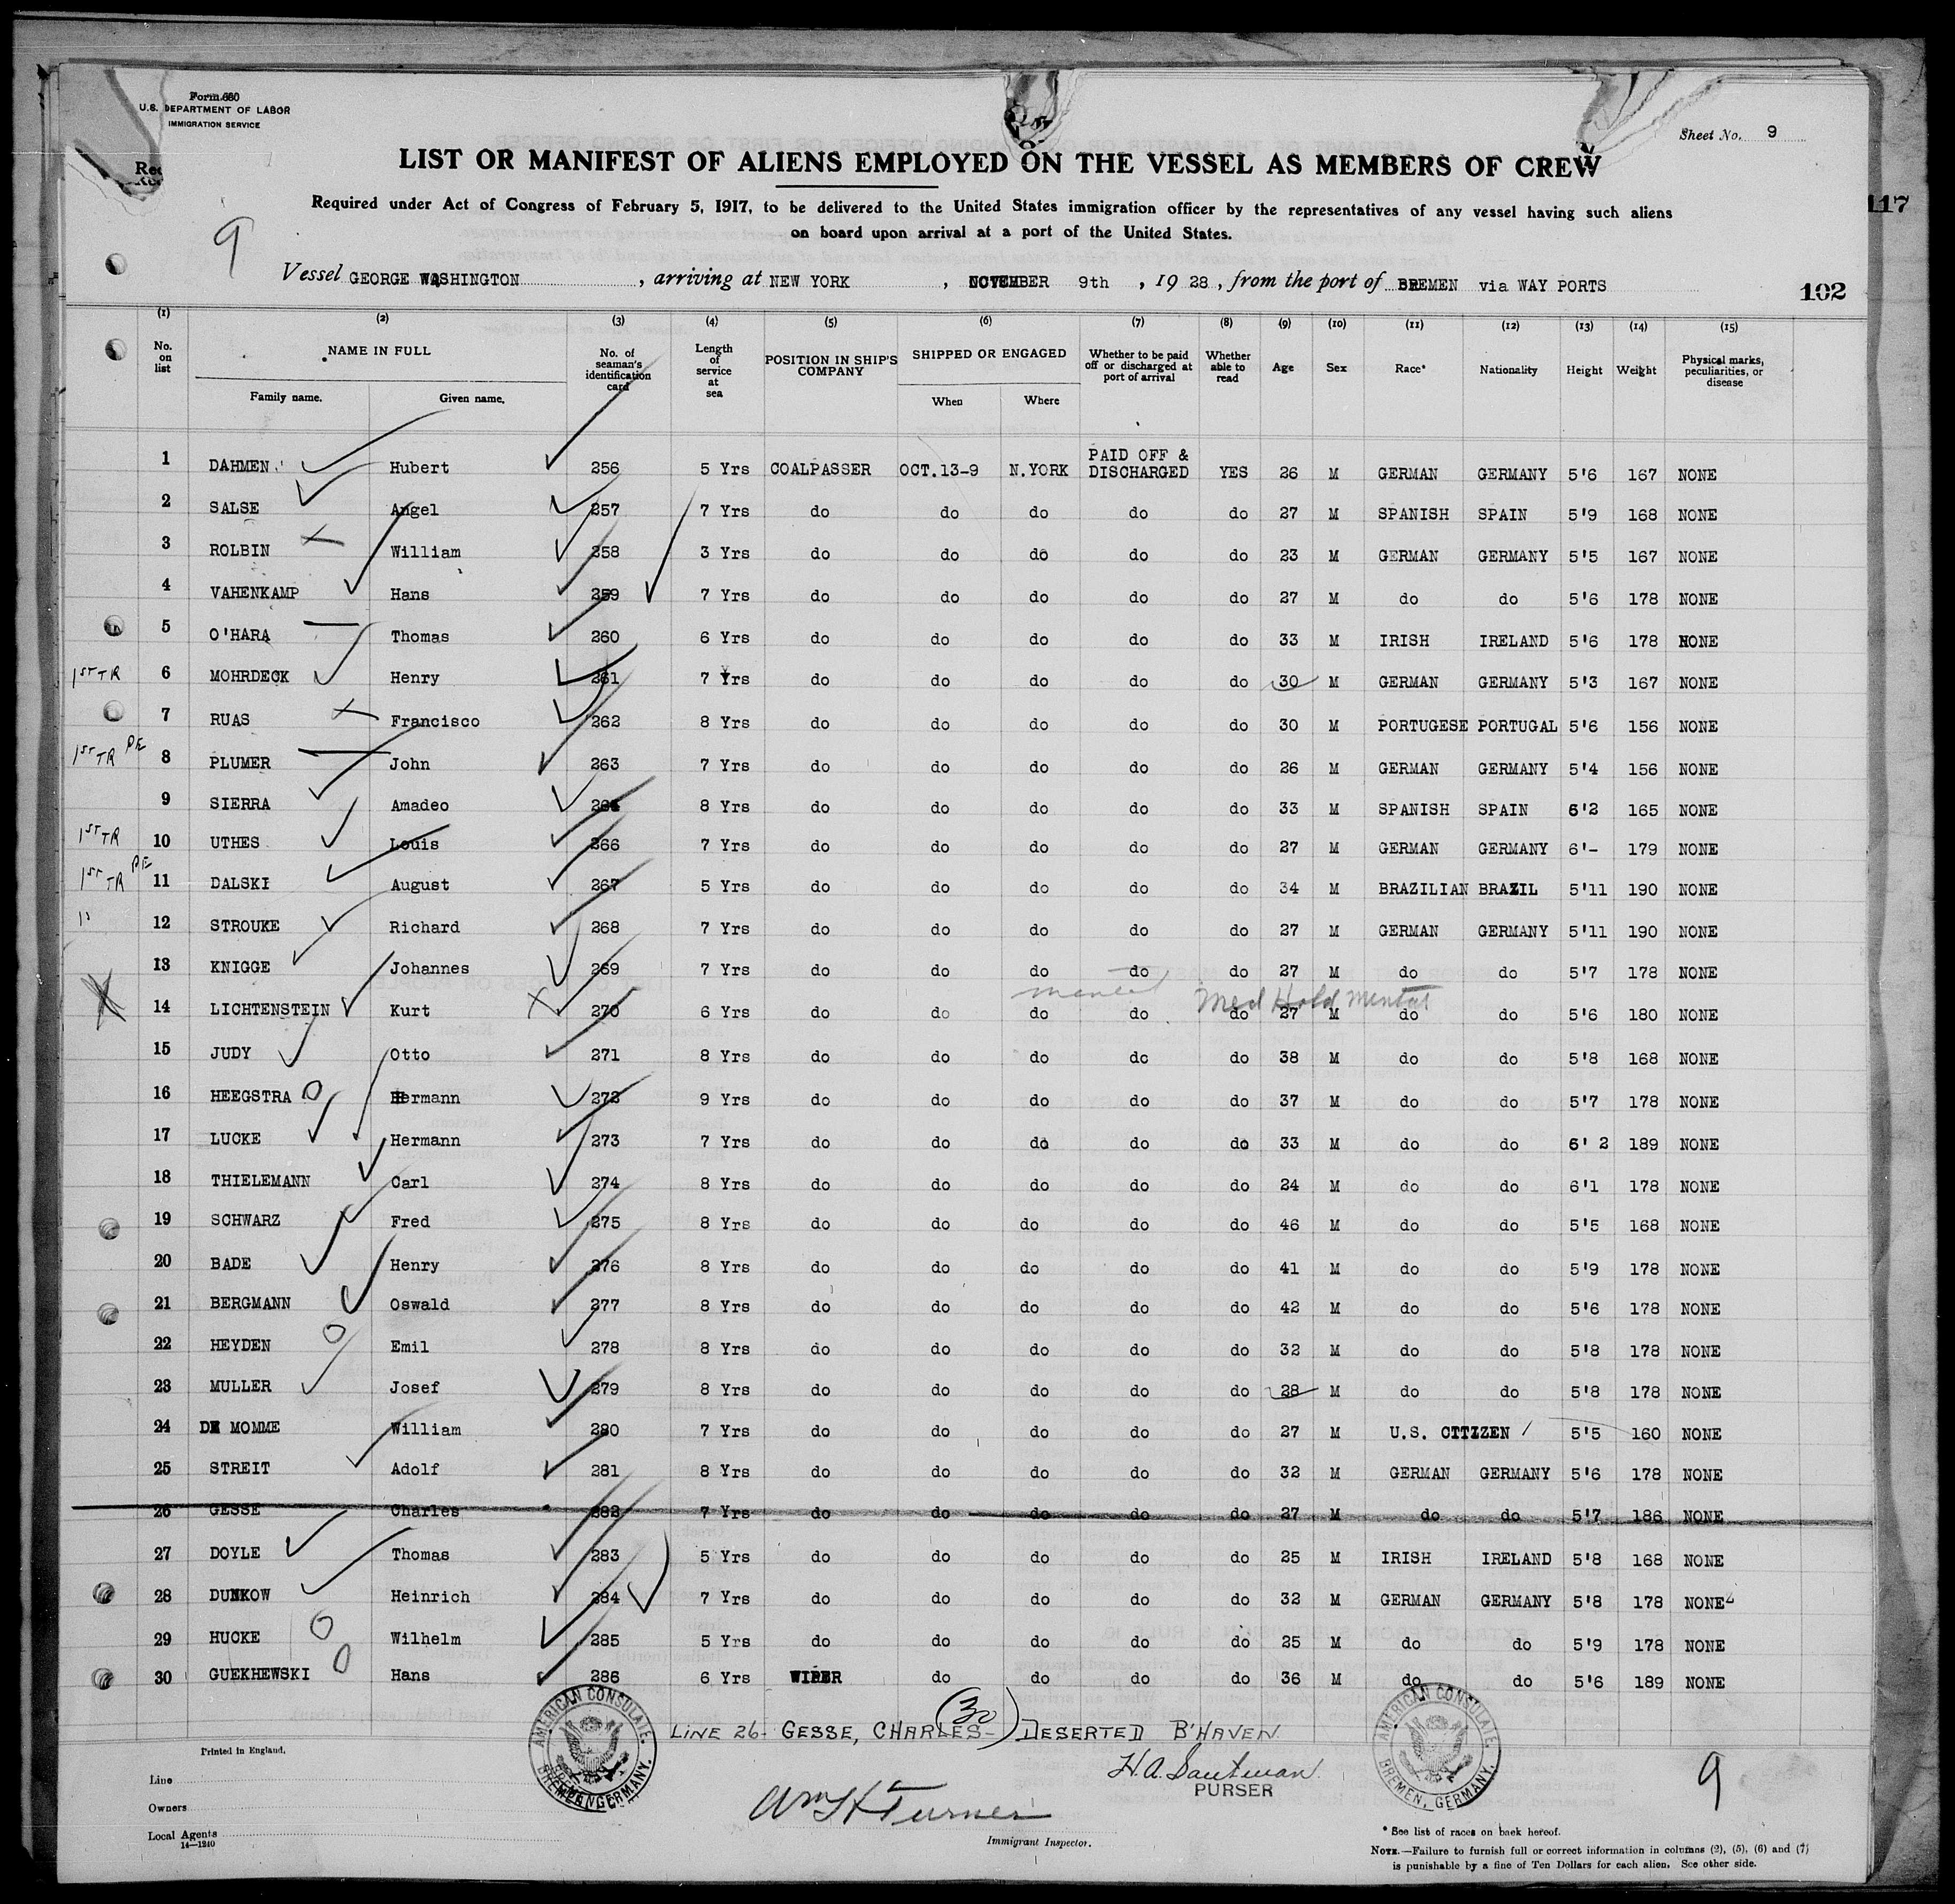 Form 680
U.S. DEPARTMENT OF LABOR
IMMIGRATION SERVICE
Sheet No. 9
LIST OR MANIFEST OF ALIENS EMPLOYED ON THE VESSEL AS MEMBERS OF CREW
Required under Act of Congress of February 5, 1917, to be delivered to the United States immigration officer by the representatives of any vessel having such aliens
on board upon arrival at a port of the United States.
117
9
Vessel GEORGE WASHINGTON , arriving at NEW YORK , NOVEMBER 9th , 19 28 , from the port of BREMEN via WAY PORTS
102
(1) (2) (3) (4) (5) (6) (7) (8) (9) (10) (11) (12) (13) (14) (15)
No. on list NAME IN FULL No. of seaman's identification card Length of service at sea POSITION IN SHIP'S COMPANY SHIPPED OR ENGAGED Whether to be paid off or discharged at port of arrival Whether able to read Age Sex Race* Nationality Height Weight Physical marks, peculiarities, or disease
Family name. Given name. When Where
1 DAHMEN Hubert 256 5 Yrs COALPASSER OCT.13-9 N.YORK PAID OFF & DISCHARGED YES 26 M GERMAN GERMANY 5'6 167 NONE
2 SALSE Angel 257 7 Yrs do do do do do 27 M SPANISH SPAIN 5'9 168 NONE
3 ROLBIN William 258 3 Yrs do do do do do 23 M GERMAN GERMANY 5'5 167 NONE
4 VAHENKAMP Hans 259 7 Yrs do do do do do 27 M do do 5'6 178 NONE
5 O'HARA Thomas 260 6 Yrs do do do do do 33 M IRISH IRELAND 5'6 178 NONE
1ST TR 6 MOHRDECK Henry 261 7 Yrs do do do do do 30 M GERMAN GERMANY 5'3 167 NONE
7 RUAS Francisco 262 8 Yrs do do do do do 30 M PORTUGESE PORTUGAL 5'6 156 NONE
1ST TR PE 8 PLUMER John 263 7 Yrs do do do do do 26 M GERMAN GERMANY 5'4 156 NONE
9 SIERRA Amadeo 264 8 Yrs do do do do do 33 M SPANISH SPAIN 6'2 165 NONE
1ST TR 10 UTHES Louis 266 7 Yrs do do do do do 27 M GERMAN GERMANY 6'- 179 NONE
1ST TR PE 11 DALSKI August 267 5 Yrs do do do do do 34 M BRAZILIAN BRAZIL 5'11 190 NONE
12 STROUKE Richard 268 7 Yrs do do do do do 27 M GERMAN GERMANY 5'11 190 NONE
13 KNIGGE Johannes 269 7 Yrs do do do do do 27 M do do 5'7 178 NONE
mental Med Hold Mental
14 LICHTENSTEIN Kurt 270 6 Yrs do do do do do 27 M do do 5'6 180 NONE
15 JUDY Otto 271 8 Yrs do do do do do 38 M do do 5'8 168 NONE
16 HEEGSTRA Hermann 272 9 Yrs do do do do do 37 M do do 5'7 178 NONE
17 LUCKE Hermann 273 7 Yrs do do do do do 33 M do do 6' 2 189 NONE
18 THIELEMANN Carl 274 8 Yrs do do do do do 24 M do do 6'1 178 NONE
19 SCHWARZ Fred 275 8 Yrs do do do do do 46 M do do 5'5 168 NONE
20 BADE Henry 276 8 Yrs do do do do do 41 M do do 5'9 178 NONE
21 BERGMANN Oswald 277 8 Yrs do do do do do 42 M do do 5'6 178 NONE
22 HEYDEN Emil 278 8 Yrs do do do do do 32 M do do 5'8 178 NONE
23 MULLER Josef 279 8 Yrs do do do do do 28 M do do 5'8 178 NONE
24 DE MOMME William 280 7 Yrs do do do do do 27 M U.S. CITIZEN 5'5 160 NONE
25 STREIT Adolf 281 8 Yrs do do do do do 32 M GERMAN GERMANY 5'6 178 NONE
26 GESSE Charles 282 7 Yrs do do do do do 27 M do do 5'7 186 NONE
27 DOYLE Thomas 283 5 Yrs do do do do do 25 M IRISH IRELAND 5'8 168 NONE
28 DUNKOW Heinrich 284 7 Yrs do do do do do 32 M GERMAN GERMANY 5'8 178 NONE
29 HUCKE Wilhelm 285 5 Yrs do do do do do 25 M do do 5'9 178 NONE
30 GUEKHEWSKI Hans 286 6 Yrs WIPER do do do do 36 M do do 5'6 189 NONE
30
LINE 26- GESSE, CHARLES- DESERTED B'HAVEN
AMERICAN CONSULATE. BREMEN, GERMANY.
AMERICAN CONSULATE. BREMEN, GERMANY.
H.A. Sautman
PURSER
Wm H Turner
Immigrant Inspector.
9
Printed in England.
Line
Owners
Local Agents
14—1240
* See list of races on back hereof.
NOTE.—Failure to furnish full or correct information in columns (2), (5), (6) and (7)
is punishable by a fine of Ten Dollars for each alien. See other side.